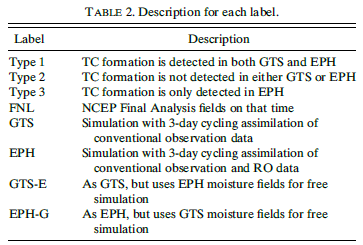 TABLE 2. Description for each label.
Label Description
Type 1 TC formation is detected in both GTS and EPH
Type 2 TC formation is not detected in either GTS or EPH
Type 3 TC formation is only detected in EPH
FNL NCEP Final Analysis fields on that time
GTS Simulation with 3-day cycling assimilation of
conventional observation data
EPH Simulation with 3-day cycling assimilation of
conventional observation and RO data
GTS-E As GTS, but uses EPH moisture fields for free
simulation
EPH-G As EPH, but uses GTS moisture fields for free
simulation